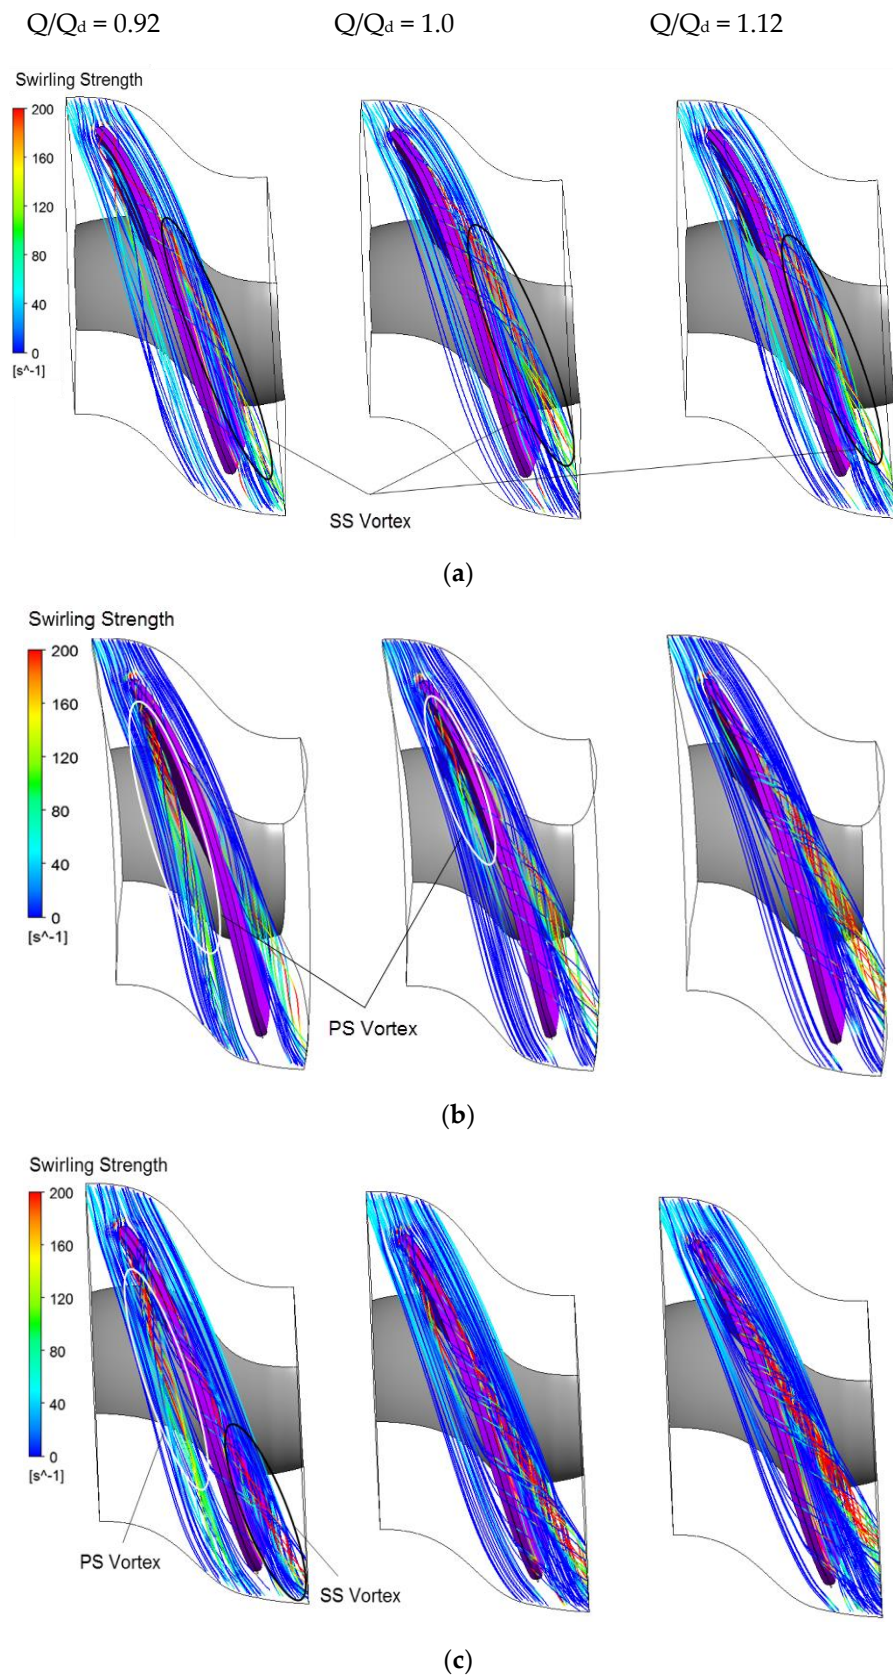 Q/Qd = 0.92 Q/Qd = 1.0 Q/Qd = 1.12
Swirling Strength
200
160
120
80
40
0
[s^-1]
SS Vortex
(a)
Swirling Strength
200
160
120
80
40
0
[s^-1]
PS Vortex
(b)
Swirling Strength
200
160
120
80
40
0
[s^-1]
PS Vortex
SS Vortex
(c)